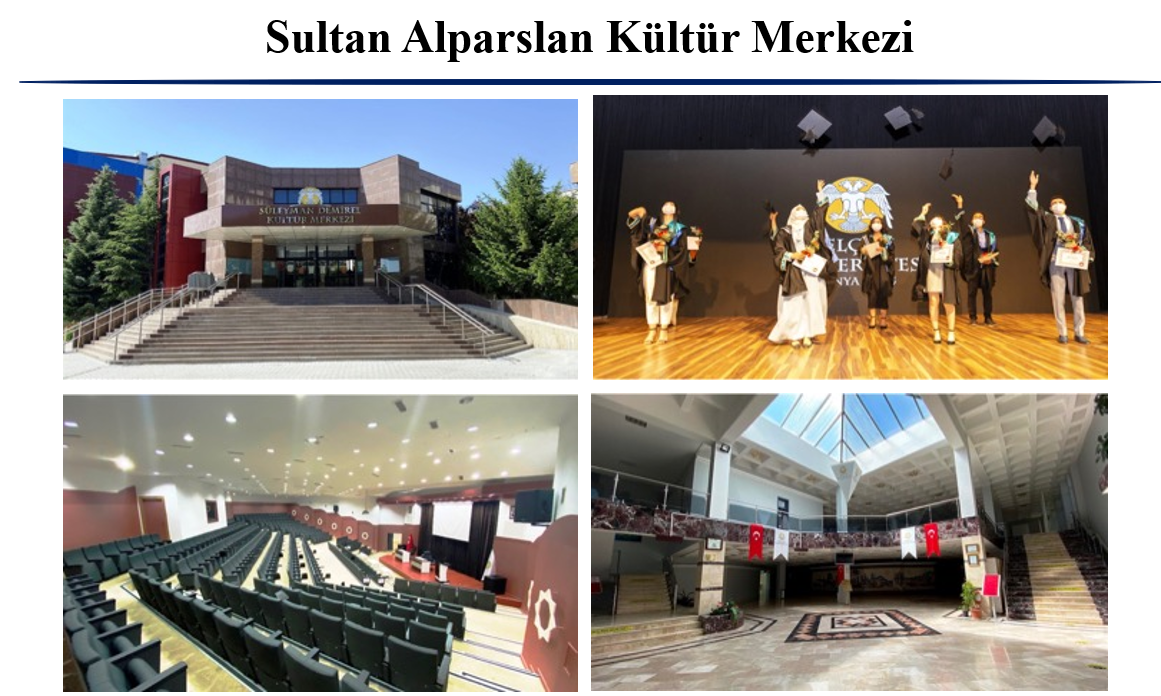 Sultan Alparslan Kültür Merkezi
SÜLEYMAN DEMİREL
KÜLTÜR MERKEZİ